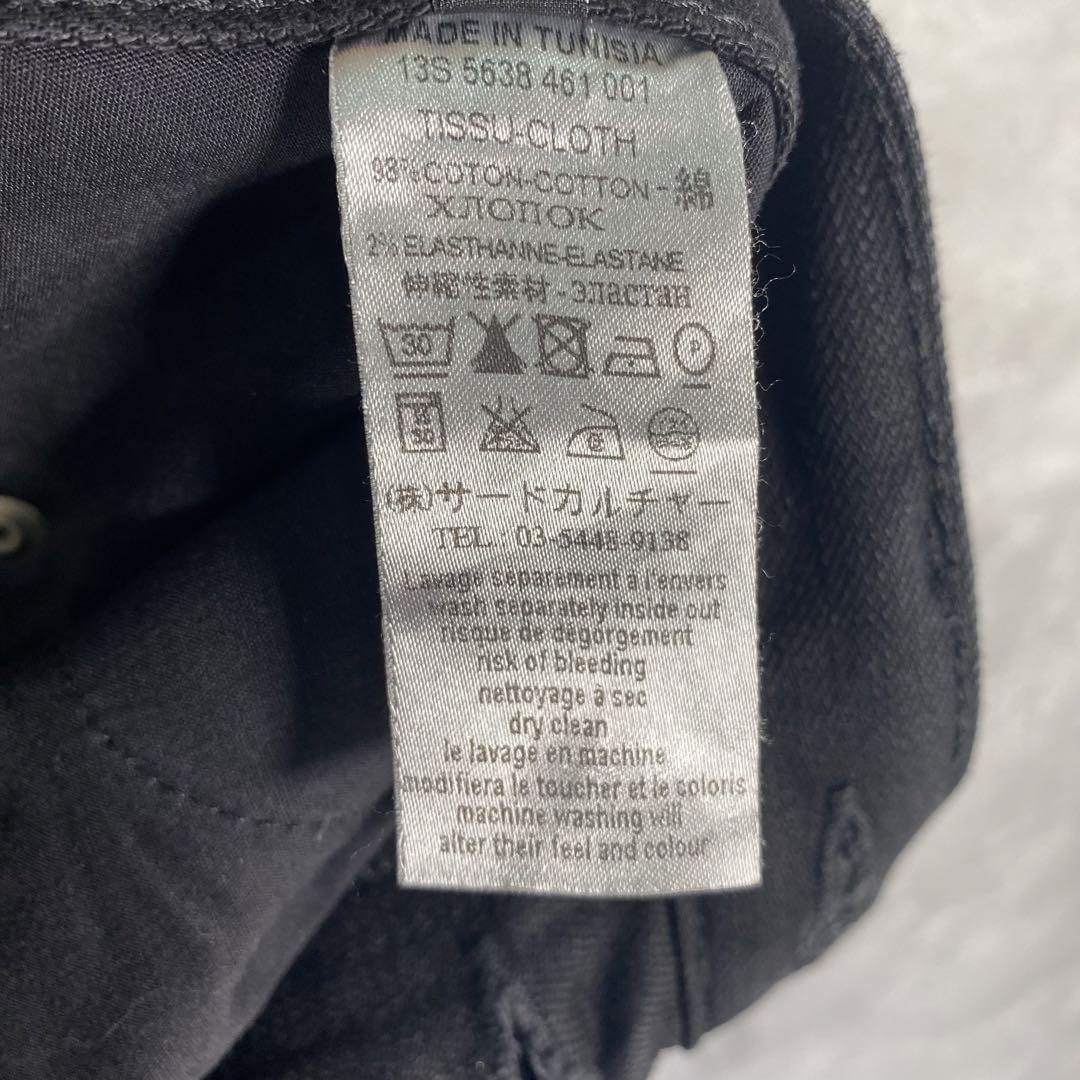 MADE IN TUNISIA
13S 5638 461 001
TISSU-CLOTH
98% COTON-COTTON-綿
ХЛОПОК
2% ELASTHANNE-ELASTANE
伸縮性素材-Эластан
30 P
(株)サードカルチャー
TEL: 03-5448-9138
Lavage séparément à l'envers
wash separately inside out
risque de dégorgement
risk of bleeding
nettoyage à sec
dry clean
le lavage en machine
modifiera le toucher et le coloris
machine washing will
alter their feel and colour